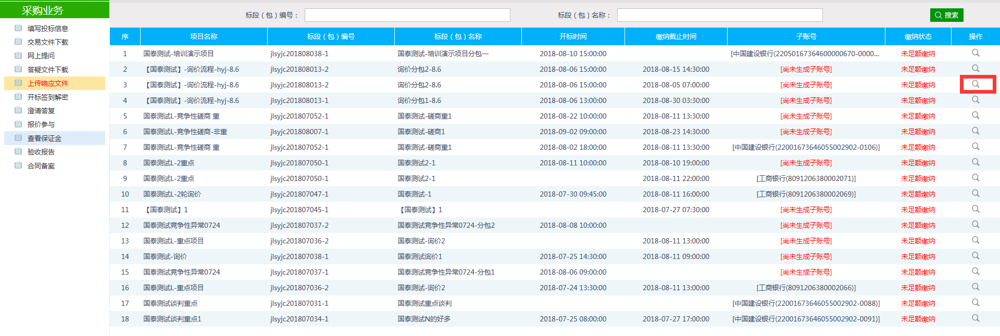 采购业务
填写投标信息
交易文件下载
网上提问
答疑文件下载
上传响应文件
开标签到解密
澄清答复
报价参与
查看保证金
验收报告
合同备案
标段（包）编号： 标段（包）名称： 搜索
序 项目名称 标段（包）编号 标段（包）名称 开标时间 缴纳截止时间 子账号 缴纳状态 操作
1 国泰测试-培训演示项目 jlsyjc201808038-1 国泰测试-培训演示项目分包一 2018-08-10 15:00:00 [中国建设银行(22050167364600000670-0000... 未足额缴纳
2 【国泰测试】-询价流程-hyj-8.6 jlsyjc201808013-2 询价分包2-8.6 2018-08-06 15:00:00 2018-08-15 14:30:00 [尚未生成子账号] 未足额缴纳
3 【国泰测试】-询价流程-hyj-8.6 jlsyjc201808013-2 询价分包2-8.6 2018-08-06 15:00:00 2018-08-05 07:00:00 [尚未生成子账号] 未足额缴纳
4 【国泰测试】-询价流程-hyj-8.6 jlsyjc201808013-1 询价分包1-8.6 2018-08-06 13:00:00 2018-08-30 03:30:00 [尚未生成子账号] 未足额缴纳
5 国泰测试L-竞争性磋商 重 jlsyjc201807052-1 国泰测试-磋商重1 2018-08-22 10:00:00 2018-08-11 13:30:00 [尚未生成子账号] 未足额缴纳
6 国泰测试L-竞争性磋商-非重 jlsyjc201808007-1 国泰测试-磋商1 2018-09-02 09:00:00 2018-08-23 14:30:00 [尚未生成子账号] 未足额缴纳
7 国泰测试L-竞争性磋商 重 jlsyjc201807052-1 国泰测试-磋商重1 2018-08-02 18:00:00 2018-08-11 13:30:00 [中国建设银行(22001673646055002902-0106)] 未足额缴纳
8 国泰测试L-2重点 jlsyjc201807050-1 国泰测试2-1 2018-08-11 10:00:00 2018-08-10 19:00:00 [尚未生成子账号] 未足额缴纳
9 国泰测试L-2重点 jlsyjc201807050-1 国泰测试2-1 2018-08-11 22:00:00 [工商银行(8091206380002071)] 未足额缴纳
10 国泰测试L-2轮询价 jlsyjc201807047-1 国泰测试-1 2018-07-30 09:45:00 2018-08-11 16:00:00 [工商银行(8091206380002069)] 未足额缴纳
11 【国泰测试】1 jlsyjc201807045-1 【国泰测试】1 2018-07-27 07:30:00 [尚未生成子账号] 未足额缴纳
12 国泰测试竞争性异常0724 jlsyjc201807037-2 国泰测试竞争性异常0724-分包2 2018-08-08 10:00:00 [尚未生成子账号] 未足额缴纳
13 国泰测试L-重点项目 jlsyjc201807036-2 国泰测试-询价2 2018-08-11 13:00:00 [尚未生成子账号] 未足额缴纳
14 国泰测试-询价 jlsyjc201807038-1 国泰测试询价1 2018-07-25 14:30:00 2018-08-11 09:00:00 [尚未生成子账号] 未足额缴纳
15 国泰测试竞争性异常0724 jlsyjc201807037-1 国泰测试竞争性异常0724-分包1 2018-08-06 09:00:00 [尚未生成子账号] 未足额缴纳
16 国泰测试L-重点项目 jlsyjc201807036-2 国泰测试-询价2 2018-07-24 13:30:00 2018-08-11 13:00:00 [工商银行(8091206380002066)] 未足额缴纳
17 国泰测试谈判重点 jlsyjc201807031-1 国泰测试重点谈判 [中国建设银行(22001673646055002902-0088)] 未足额缴纳
18 国泰测试谈判重点1 jlsyjc201807034-1 国泰测试N的好多 2018-07-25 08:00:00 2018-07-27 17:00:00 [中国建设银行(22001673646055002902-0091)] 未足额缴纳